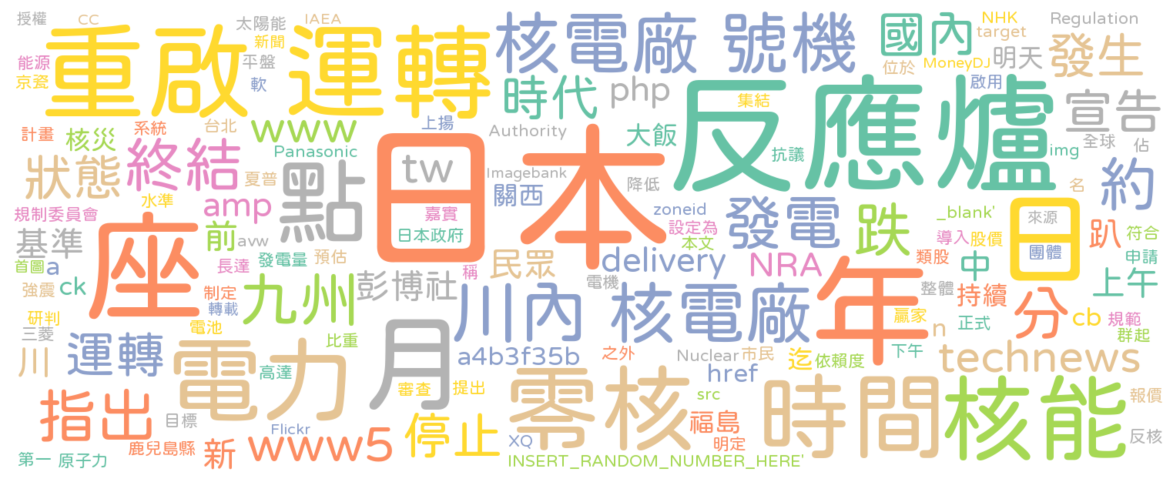 授權 CC 太陽能 IAEA NHK Regulation
重啟 運轉 核電廠 號機 國內 target 明天 發生
新聞 平盤 能源 京瓷 軟 位於 MoneyDJ 啟用
時代 php 集結 反應爐 宣告
計畫 核災 系統 台北 www 上揚 Authority 大飯 抗議 img 全球 佔
狀態 終結 Panasonic 點 日本 tw Imagebank 關西 降低 名 約
夏普 水準 規制委員會 amp 嘉實 zoneid 設定為 發電 跌 _blank' 來源 日
基準 前 avw 日本政府 本文 導入 股價 團體 趴 符合
首圖 a 座 長達 發電量 預估 稱 民眾 delivery NRA 類股 中 申請
強震 ck 制定 九州 彭博社 電機 整體 持續 上午
研判 轉載 川內 核電廠 年 贏家 分 cb 規範
三菱 電池 n 正式 群起
川 運轉 電力 比重 月 a4b3f35b 之外 Nuclear 市民 迄 依賴度 下午 technews
高達 審查 提出 零核 href 時間 核能
指出 目標 src 報價
鹿兒島縣 Flickr 停止 福島 反核
第一 原子力 新 www5 XQ 明定
INSERT_RANDOM_NUMBER_HERE'